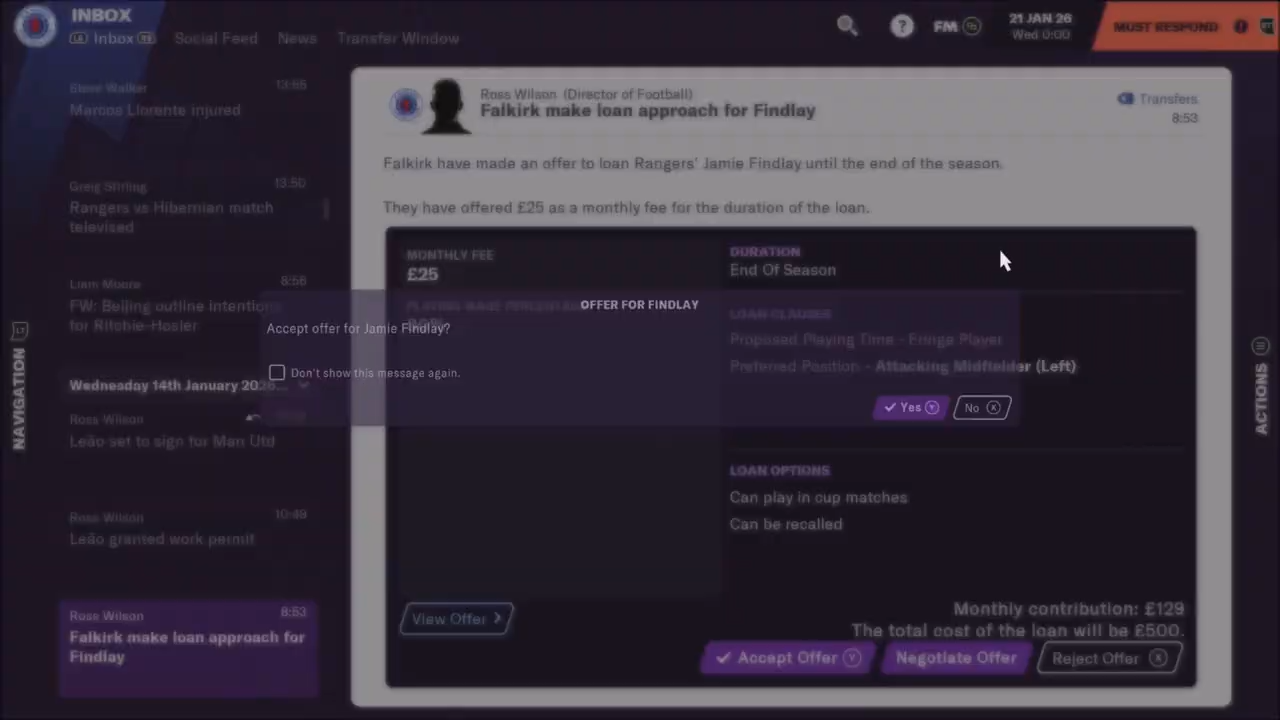 INBOX
LB Inbox RB Social Feed News Transfer Window
FM
21 JAN 26
Wed 0:00
MUST RESPOND
Steve Walker 13:55
Marcos Llorente injured
Greig Stirling 13:50
Rangers vs Hibernian match
televised
Liam Moore 8:56
FW: Beijing outline intention
for Ritchie-Hosler
Wednesday 14th January 2026...
Ross Wilson
Leão set to sign for Man Utd
Ross Wilson 10:49
Leão granted work permit
Ross Wilson 8:53
Falkirk make loan approach for
Findlay
LT
NAVIGATION
Ross Wilson (Director of Football)
Falkirk make loan approach for Findlay
Transfers
8:53
Falkirk have made an offer to loan Rangers' Jamie Findlay until the end of the season.
They have offered £25 as a monthly fee for the duration of the loan.
MONTHLY FEE
£25
PLAYING WAGE PERCENTA
DURATION
End Of Season
LOAN CLAUSES
Proposed Playing Time - Fringe Player
Preferred Position - Attacking Midfielder (Left)
LOAN OPTIONS
Can play in cup matches
Can be recalled
OFFER FOR FINDLAY
Accept offer for Jamie Findlay?
Don't show this message again.
Yes Y
No X
View Offer
Monthly contribution: £129
The total cost of the loan will be £500.
Accept Offer Y
Negotiate Offer
Reject Offer X
ACTIONS